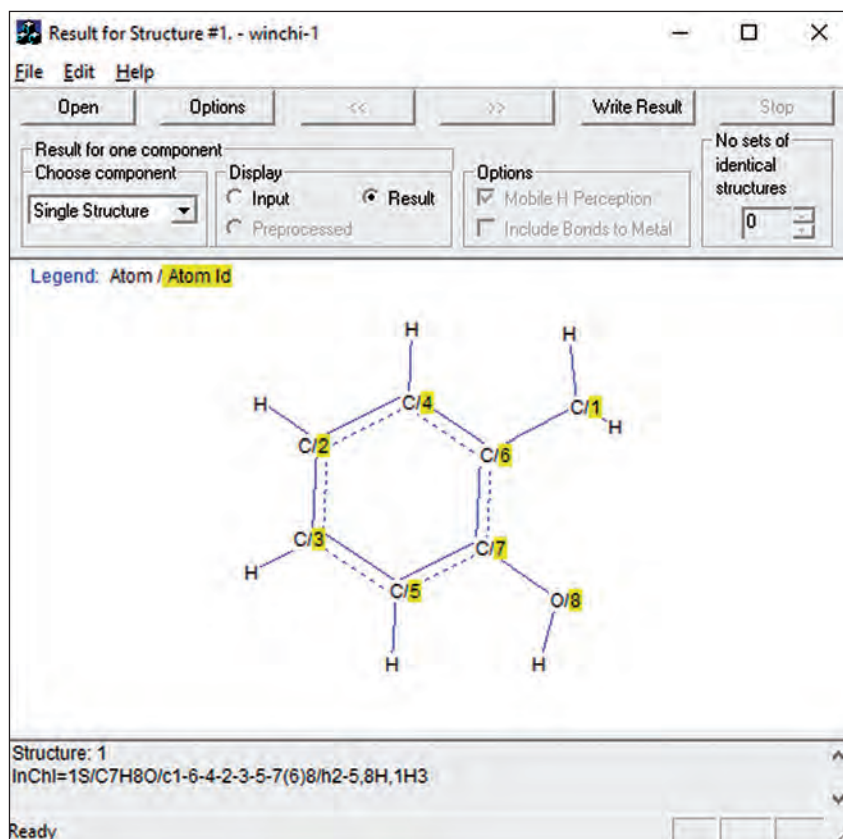 Result for Structure #1. - winchi-1
File Edit Help
Open Options << >> Write Result Stop
Result for one component
Choose component
Single Structure
Display
Input Result
Preprocessed
Options
Mobile H Perception
Include Bonds to Metal
No sets of
identical
structures
0
Legend: Atom / Atom Id
H H
H C/4 C/1
H
C/2 C/6
C/3 C/7
H
C/5 O/8
H H
Structure: 1
InChI=1S/C7H8O/c1-6-4-2-3-5-7(6)8/h2-5,8H,1H3
Ready